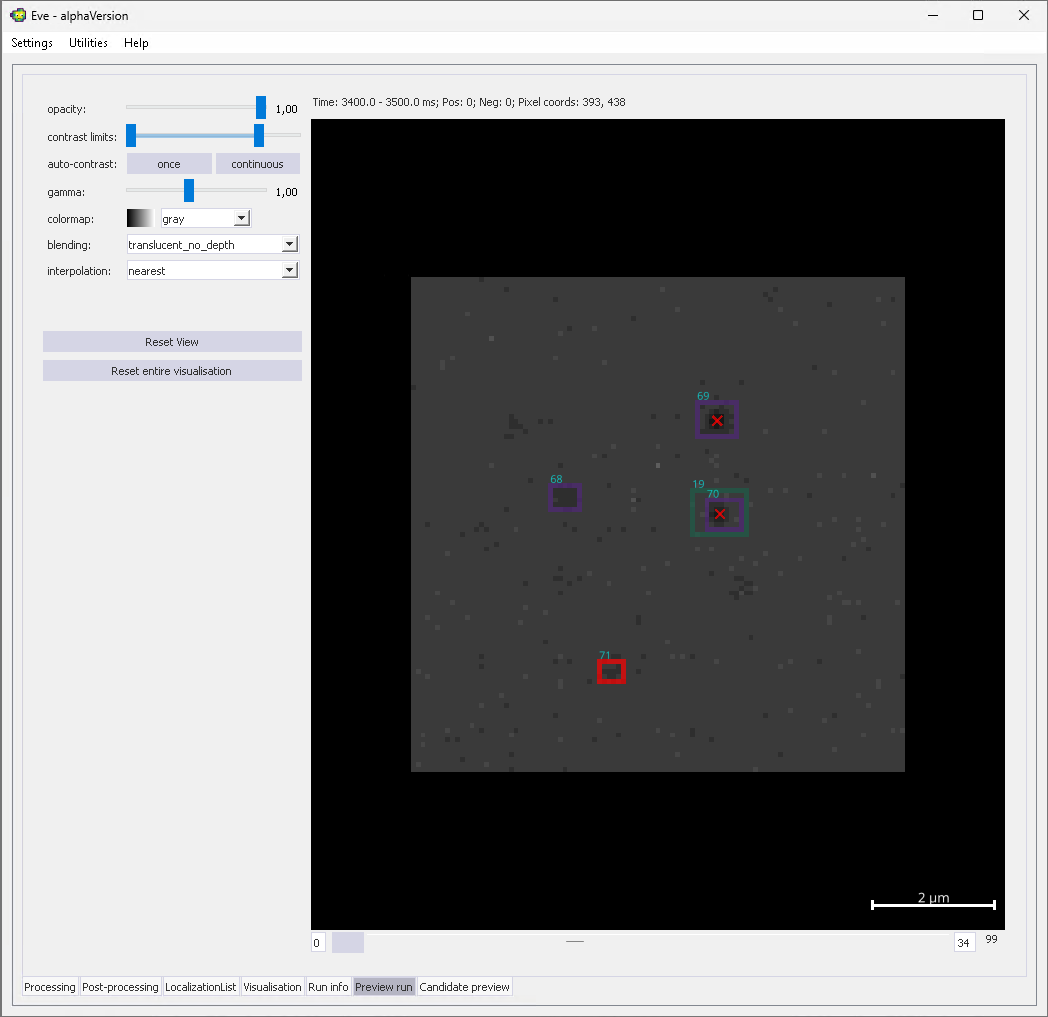 Eve - alphaVersion
Settings Utilities Help
opacity: 1,00
contrast limits:
auto-contrast: once continuous
gamma: 1,00
colormap: gray
blending: translucent_no_depth
interpolation: nearest
Reset View
Reset entire visualisation
Time: 3400.0 - 3500.0 ms; Pos: 0; Neg: 0; Pixel coords: 393, 438
69
68
19
70
71
2 µm
0 34 99
Processing Post-processing LocalizationList Visualisation Run info Preview run Candidate preview